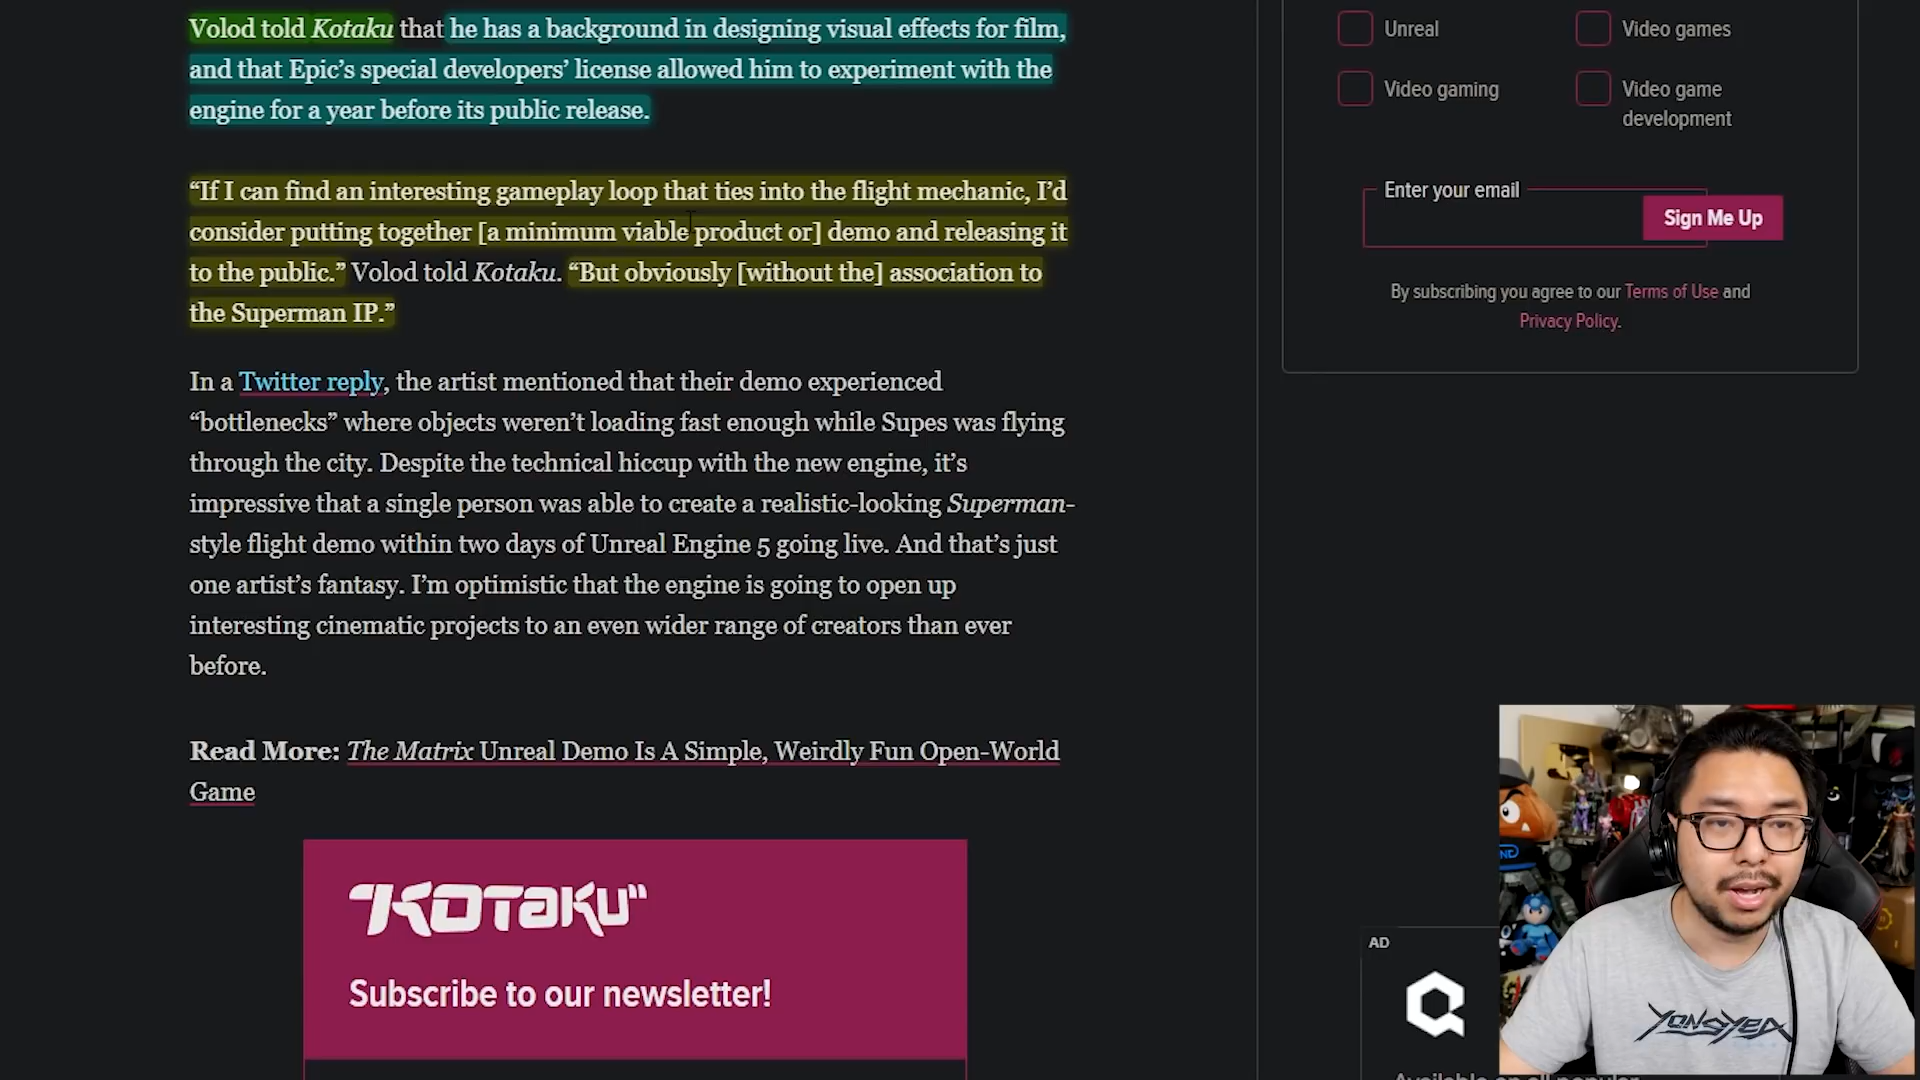 Volod told Kotaku that he has a background in designing visual effects for film,
and that Epic’s special developers’ license allowed him to experiment with the
engine for a year before its public release.
“If I can find an interesting gameplay loop that ties into the flight mechanic, I’d
consider putting together [a minimum viable product or] demo and releasing it
to the public.” Volod told Kotaku. “But obviously [without the] association to
the Superman IP.”
In a Twitter reply, the artist mentioned that their demo experienced
“bottlenecks” where objects weren’t loading fast enough while Supes was flying
through the city. Despite the technical hiccup with the new engine, it’s
impressive that a single person was able to create a realistic-looking Superman-
style flight demo within two days of Unreal Engine 5 going live. And that’s just
one artist’s fantasy. I’m optimistic that the engine is going to open up
interesting cinematic projects to an even wider range of creators than ever
before.
Read More: The Matrix Unreal Demo Is A Simple, Weirdly Fun Open-World
Game
"KOTaKU"
Subscribe to our newsletter!
Unreal
Video games
Video gaming
Video game
development
Enter your email
Sign Me Up
By subscribing you agree to our Terms of Use and
Privacy Policy.
AD
YONGYEA